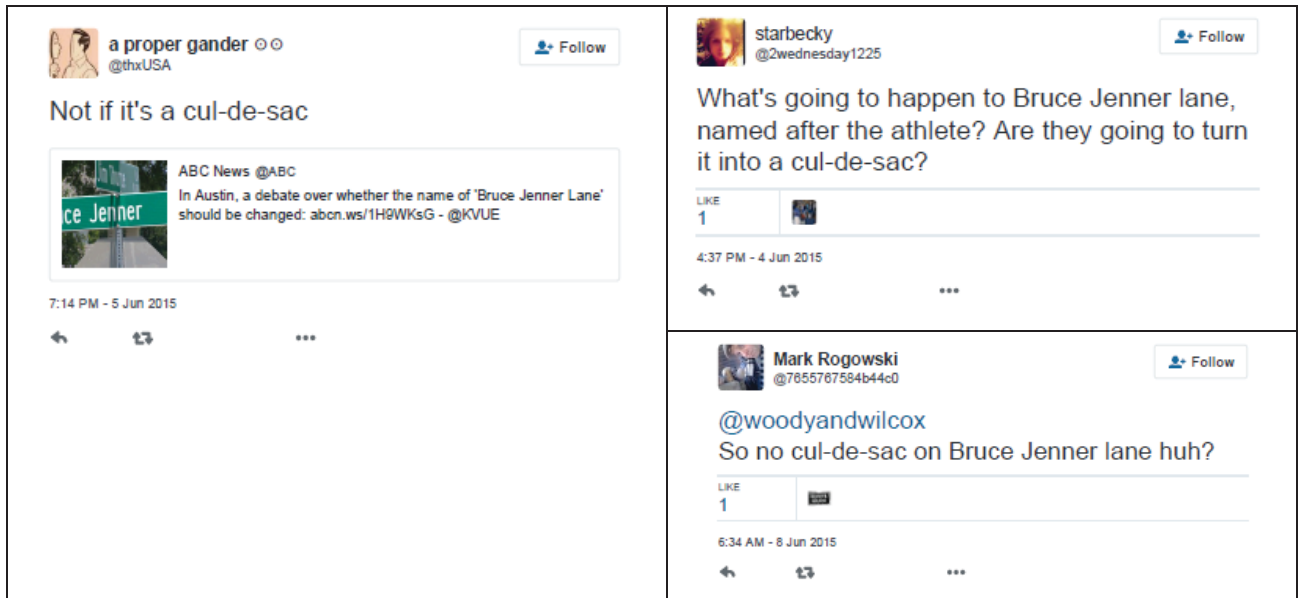 a proper gander ⊙⊙
@thxUSA
Follow
Not if it's a cul-de-sac
ce Jenner
ABC News @ABC
In Austin, a debate over whether the name of 'Bruce Jenner Lane'
should be changed: abcn.ws/1H9WKsG - @KVUE
7:14 PM - 5 Jun 2015
starbecky
@2wednesday1225
Follow
What's going to happen to Bruce Jenner lane,
named after the athlete? Are they going to turn
it into a cul-de-sac?
LIKE
1
4:37 PM - 4 Jun 2015
Mark Rogowski
@7655767584b44c0
Follow
@woodyandwilcox
So no cul-de-sac on Bruce Jenner lane huh?
LIKE
1
6:34 AM - 8 Jun 2015